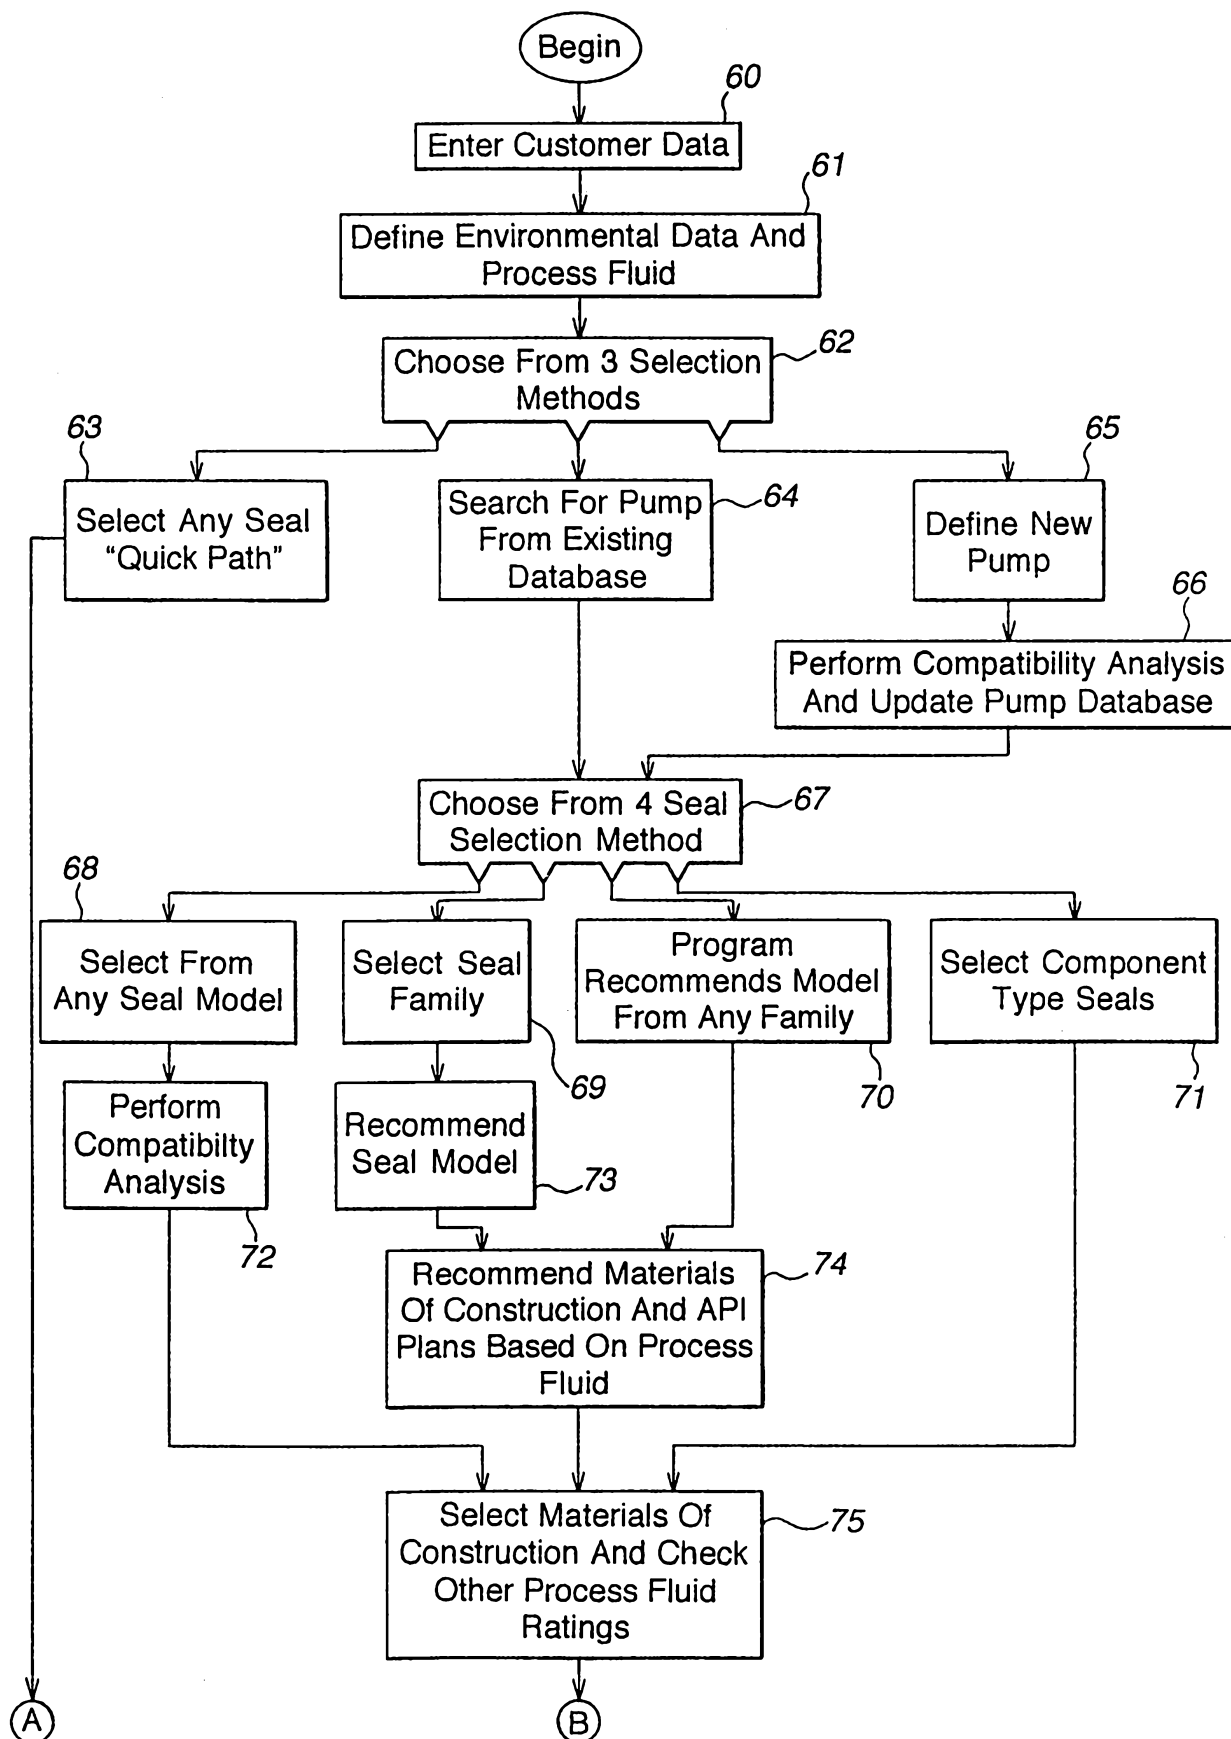 Begin
60
Enter Customer Data
61
Define Environmental Data And
Process Fluid
62
Choose From 3 Selection
Methods
63
Select Any Seal
“Quick Path”
64
Search For Pump
From Existing
Database
65
Define New
Pump
66
Perform Compatibility Analysis
And Update Pump Database
67
Choose From 4 Seal
Selection Method
68
Select From
Any Seal Model
Select Seal
Family
69
Program
Recommends Model
From Any Family
70
Select Component
Type Seals
71
Perform
Compatibilty
Analysis
72
Recommend
Seal Model
73
Recommend Materials
Of Construction And API
Plans Based On Process
Fluid
74
Select Materials Of
Construction And Check
Other Process Fluid
Ratings
75
A
B